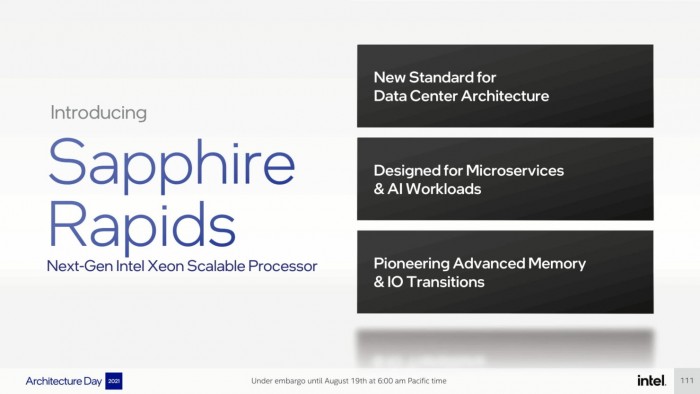 Introducing
Sapphire
Rapids
Next-Gen Intel Xeon Scalable Processor
New Standard for
Data Center Architecture
Designed for Microservices
& AI Workloads
Pioneering Advanced Memory
& IO Transitions
Architecture Day 2021
Under embargo until August 19th at 6:00 am Pacific time
intel.
111